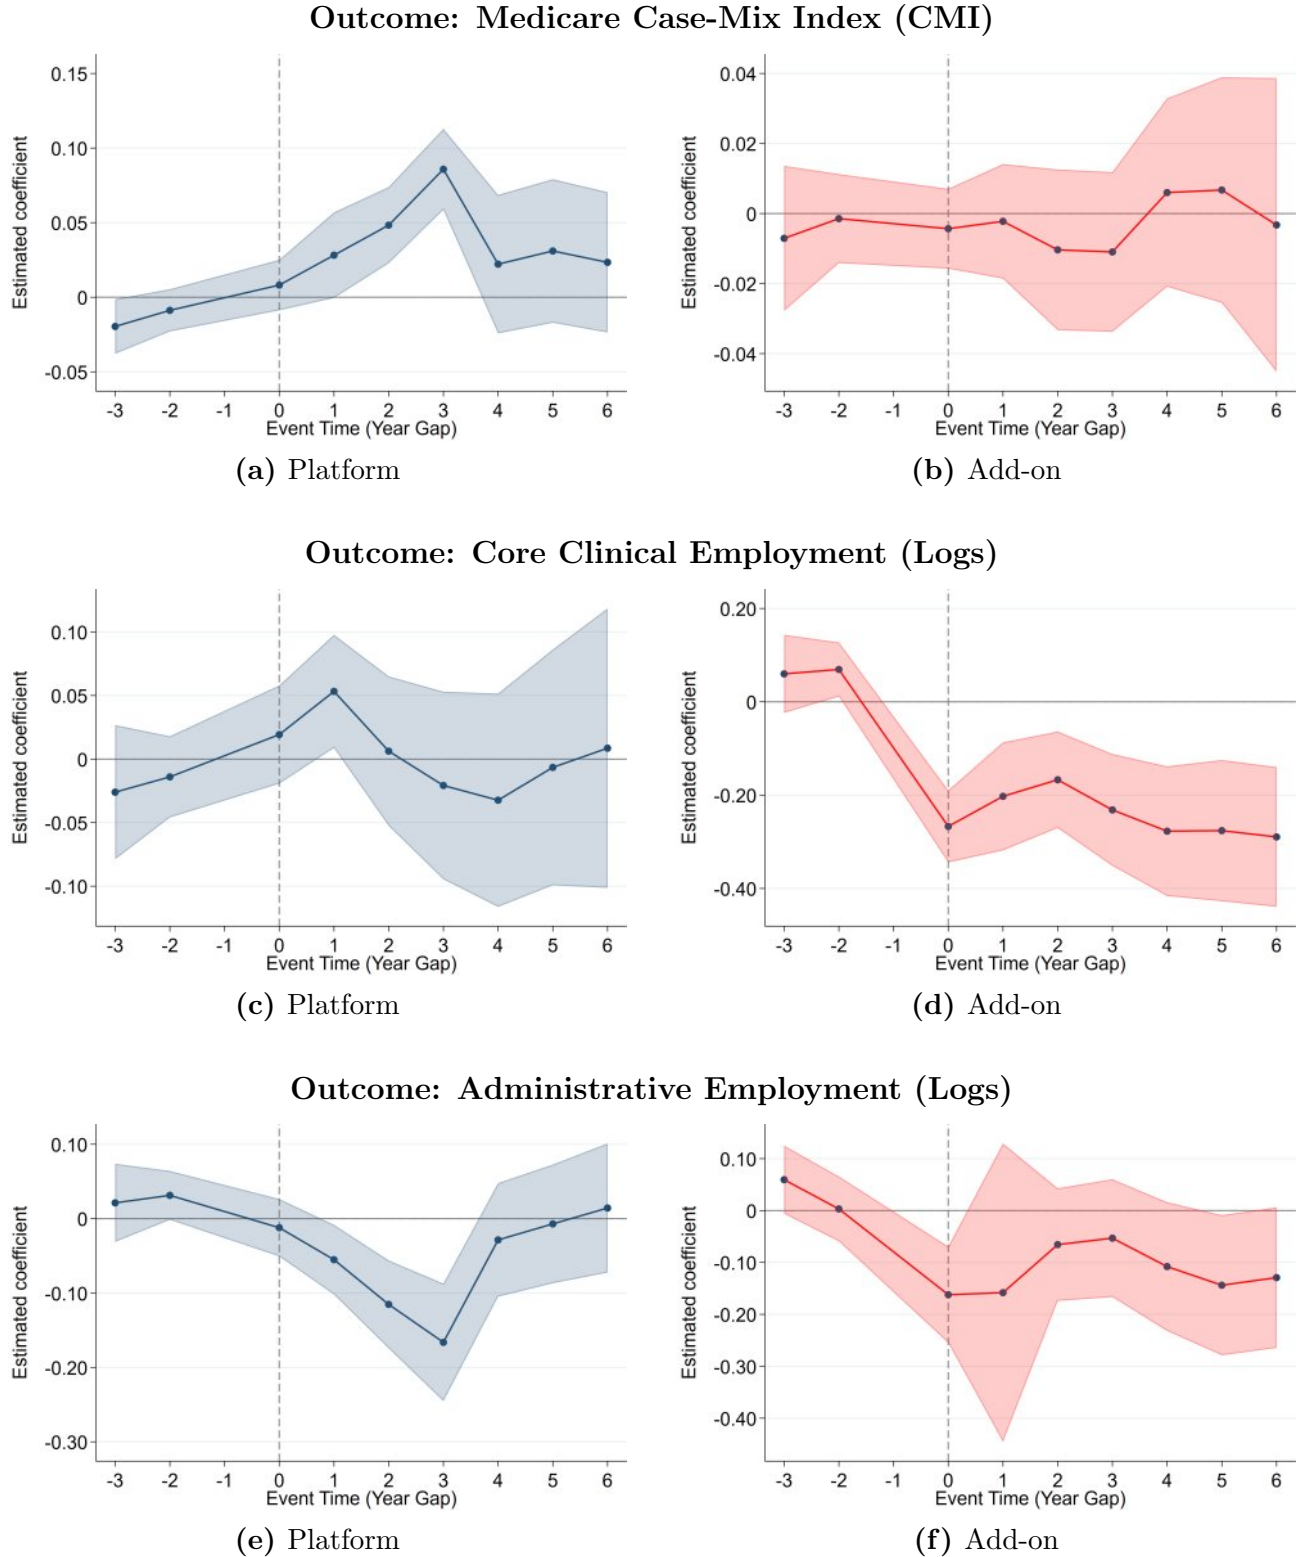 Outcome: Medicare Case-Mix Index (CMI)
Estimated coefficient
0.15
0.10
0.05
0
-0.05
-3 -2 -1 0 1 2 3 4 5 6
Event Time (Year Gap)
(a) Platform
Estimated coefficient
0.04
0.02
0
-0.02
-0.04
-3 -2 -1 0 1 2 3 4 5 6
Event Time (Year Gap)
(b) Add-on
Outcome: Core Clinical Employment (Logs)
Estimated coefficient
0.10
0.05
0
-0.05
-0.10
-3 -2 -1 0 1 2 3 4 5 6
Event Time (Year Gap)
(c) Platform
Estimated coefficient
0.20
0
-0.20
-0.40
-3 -2 -1 0 1 2 3 4 5 6
Event Time (Year Gap)
(d) Add-on
Outcome: Administrative Employment (Logs)
Estimated coefficient
0.10
0
-0.10
-0.20
-0.30
-3 -2 -1 0 1 2 3 4 5 6
Event Time (Year Gap)
(e) Platform
Estimated coefficient
0.10
0
-0.10
-0.20
-0.30
-0.40
-3 -2 -1 0 1 2 3 4 5 6
Event Time (Year Gap)
(f) Add-on